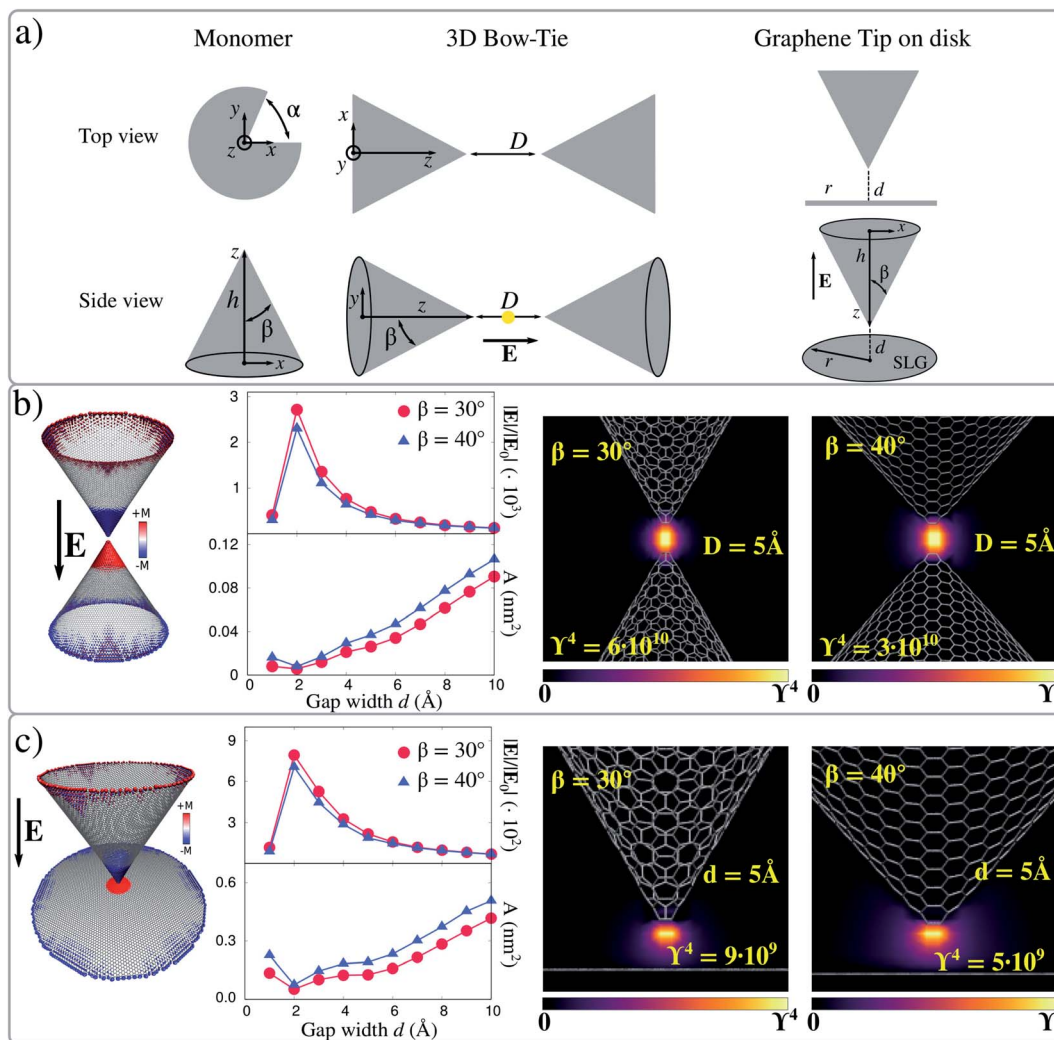 a)
Monomer
3D Bow-Tie
Graphene Tip on disk
Top view
y
α
z
x
x
y
z
D
r
d
Side view
z
h
β
x
y
z
β
D
E
x
h
β
E
z
d
r
SLG
b)
E
+M
-M
3
2
1
β = 30°
β = 40°
|E|/|E₀| (· 10³)
0.12
0.08
0.04
0
A (nm²)
0 2 4 6 8 10
Gap width d (Å)
β = 30°
D = 5Å
ϒ⁴ = 6·10¹⁰
0
ϒ⁴
β = 40°
D = 5Å
ϒ⁴ = 3·10¹⁰
0
ϒ⁴
c)
E
+M
-M
9
6
3
β = 30°
β = 40°
|E|/|E₀| (· 10²)
0.6
0.3
0.0
A (nm²)
0 2 4 6 8 10
Gap width d (Å)
β = 30°
d = 5Å
ϒ⁴ = 9·10⁹
0
ϒ⁴
β = 40°
d = 5Å
ϒ⁴ = 5·10⁹
0
ϒ⁴